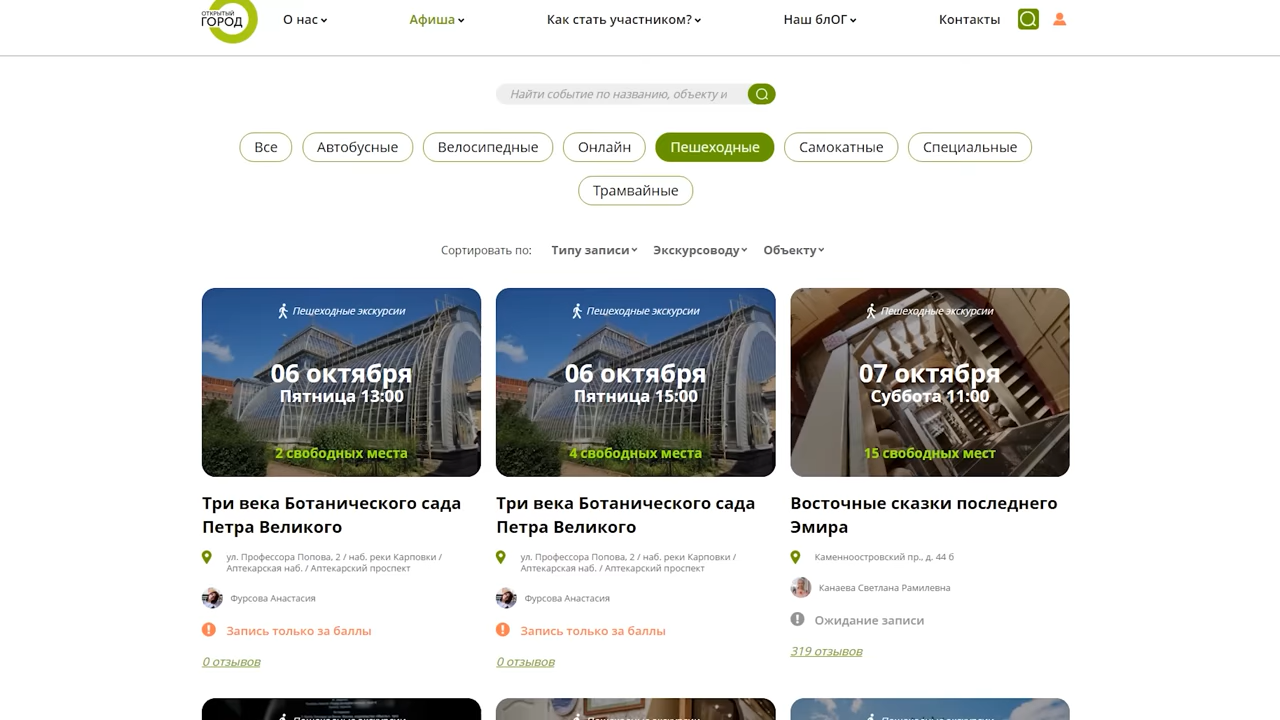 ОТКРЫТЫЙ
ГОРОД
О нас
Афиша
Как стать участником?
Наш блОГ
Контакты
Найти событие по названию, объекту и
Все
Автобусные
Велосипедные
Онлайн
Пешеходные
Самокатные
Специальные
Трамвайные
Сортировать по:
Типу записи
Экскурсоводу
Объекту
Пешеходные экскурсии
06 октября
Пятница 13:00
2 свободных места
Три века Ботанического сада
Петра Великого
ул. Профессора Попова, 2 / наб. реки Карповки /
Аптекарская наб. / Аптекарский проспект
Фурсова Анастасия
Запись только за баллы
0 отзывов
Пешеходные экскурсии
06 октября
Пятница 15:00
4 свободных места
Три века Ботанического сада
Петра Великого
ул. Профессора Попова, 2 / наб. реки Карповки /
Аптекарская наб. / Аптекарский проспект
Фурсова Анастасия
Запись только за баллы
0 отзывов
Пешеходные экскурсии
07 октября
Суббота 11:00
15 свободных мест
Восточные сказки последнего
Эмира
Каменноостровский пр., д. 44 б
Канаева Светлана Рамилевна
Ожидание записи
319 отзывов